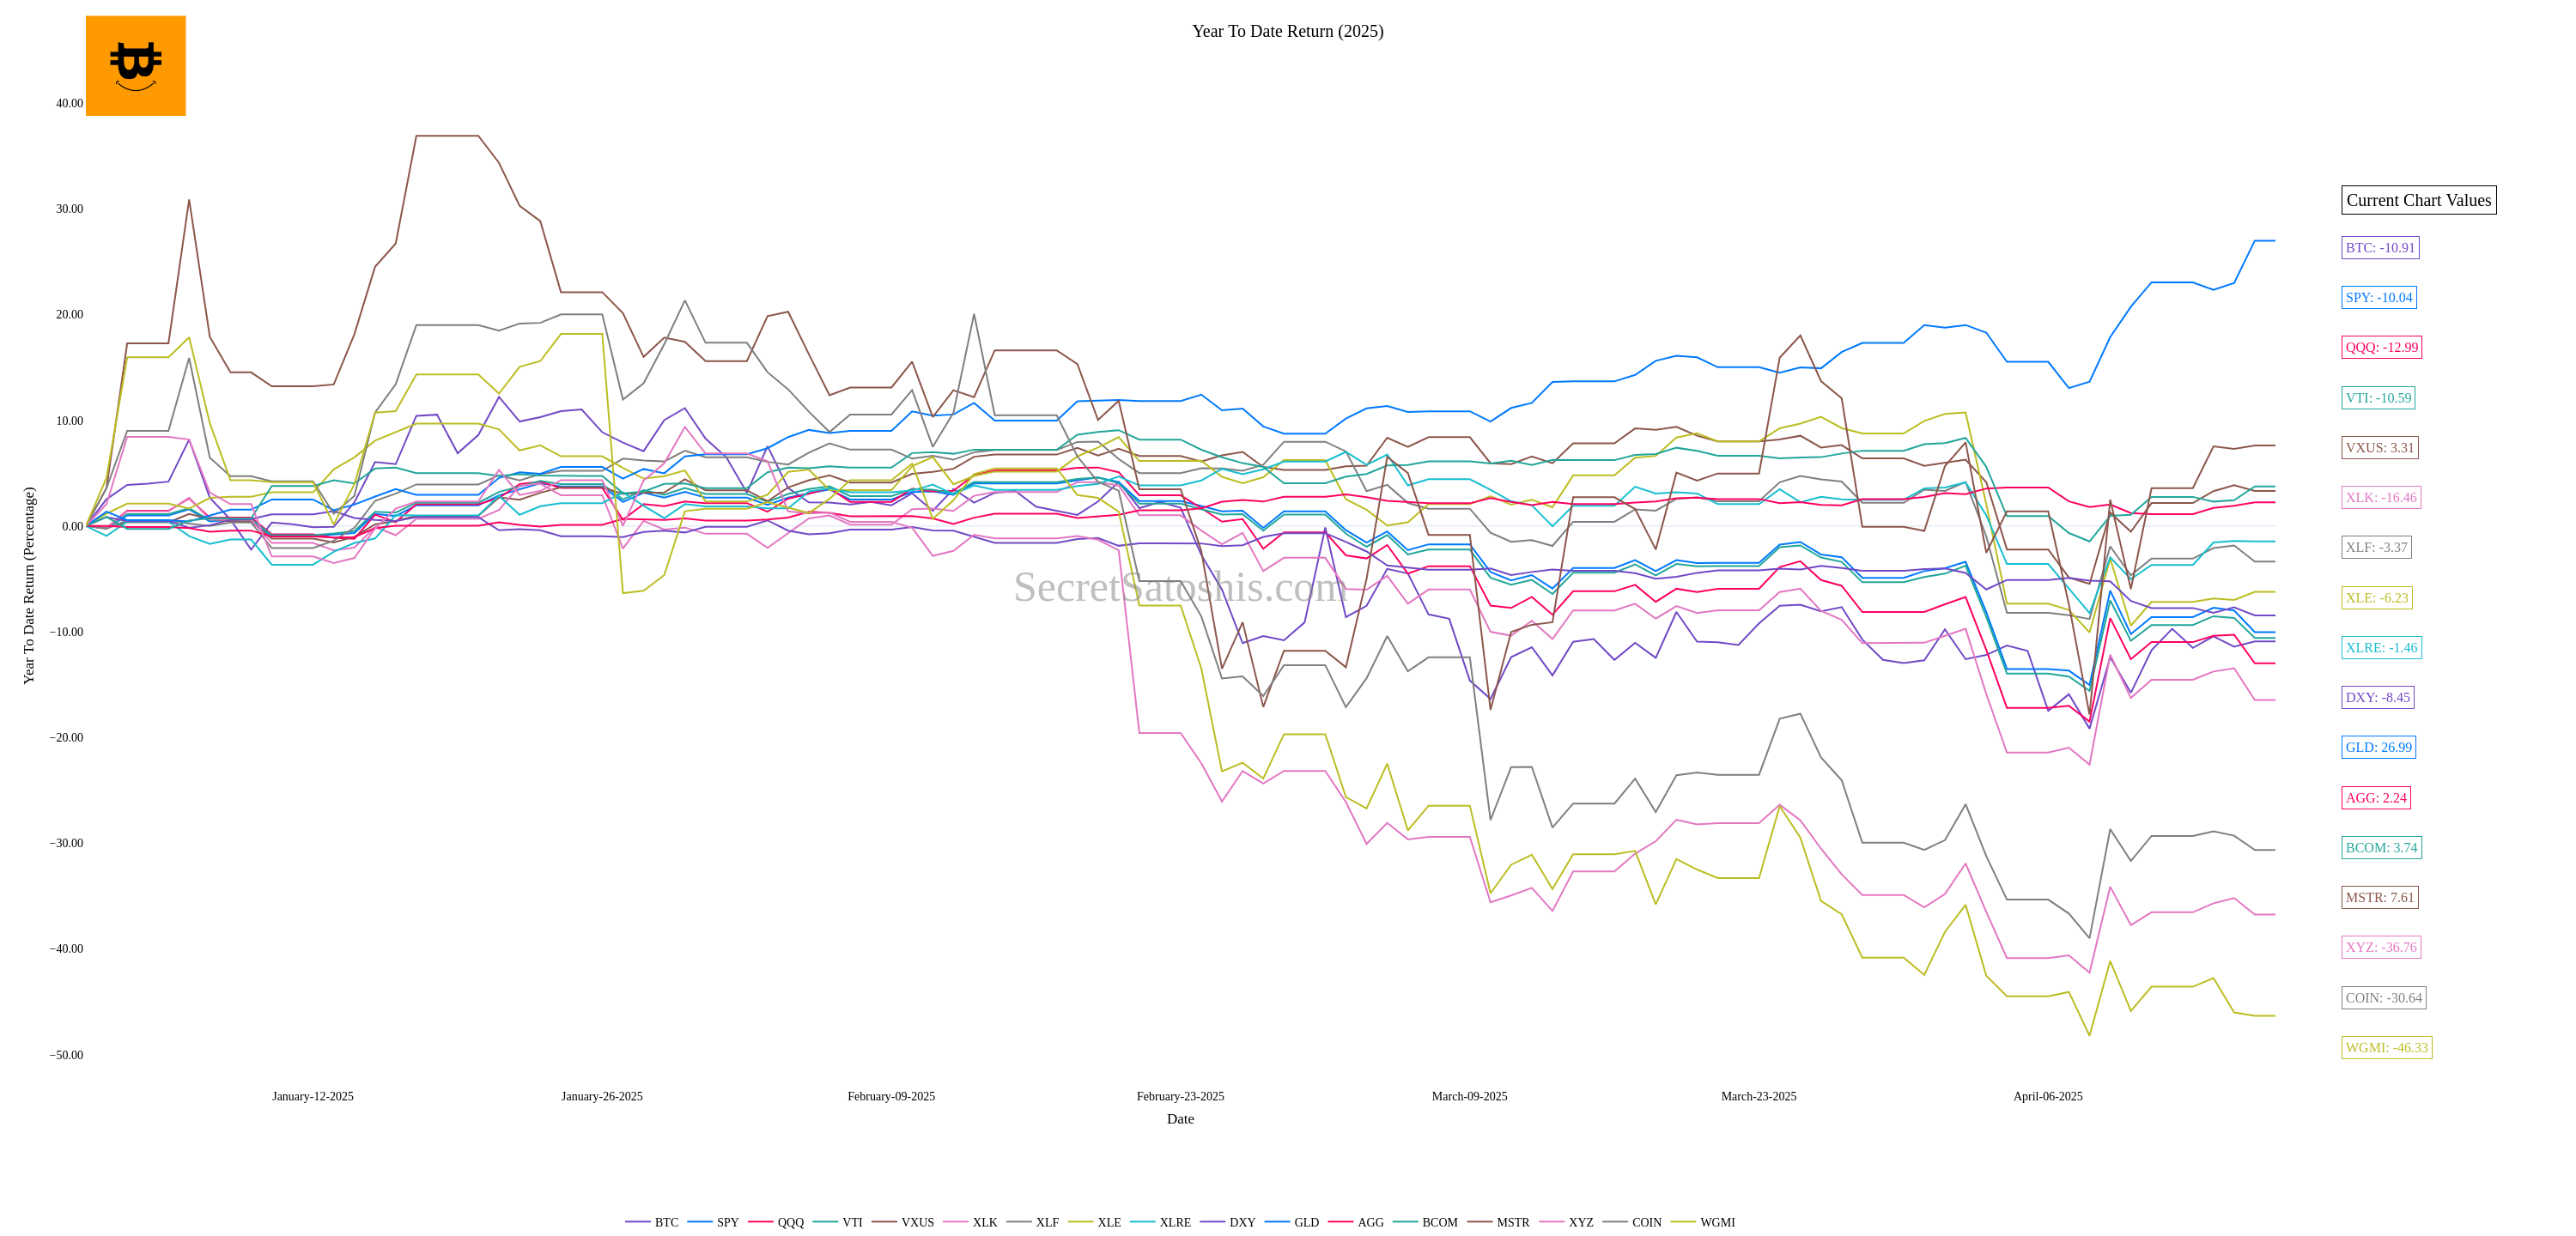 Year To Date Return (2025)
40.00
30.00
20.00
10.00
0.00
−10.00
−20.00
−30.00
−40.00
−50.00
Year To Date Return (Percentage)
SecretSatoshis.com
Current Chart Values
BTC: -10.91
SPY: -10.04
QQQ: -12.99
VTI: -10.59
VXUS: 3.31
XLK: -16.46
XLF: -3.37
XLE: -6.23
XLRE: -1.46
DXY: -8.45
GLD: 26.99
AGG: 2.24
BCOM: 3.74
MSTR: 7.61
XYZ: -36.76
COIN: -30.64
WGMI: -46.33
January-12-2025 January-26-2025 February-09-2025 February-23-2025 March-09-2025 March-23-2025 April-06-2025
Date
BTC SPY QQQ VTI VXUS XLK XLF XLE XLRE DXY GLD AGG BCOM MSTR XYZ COIN WGMI